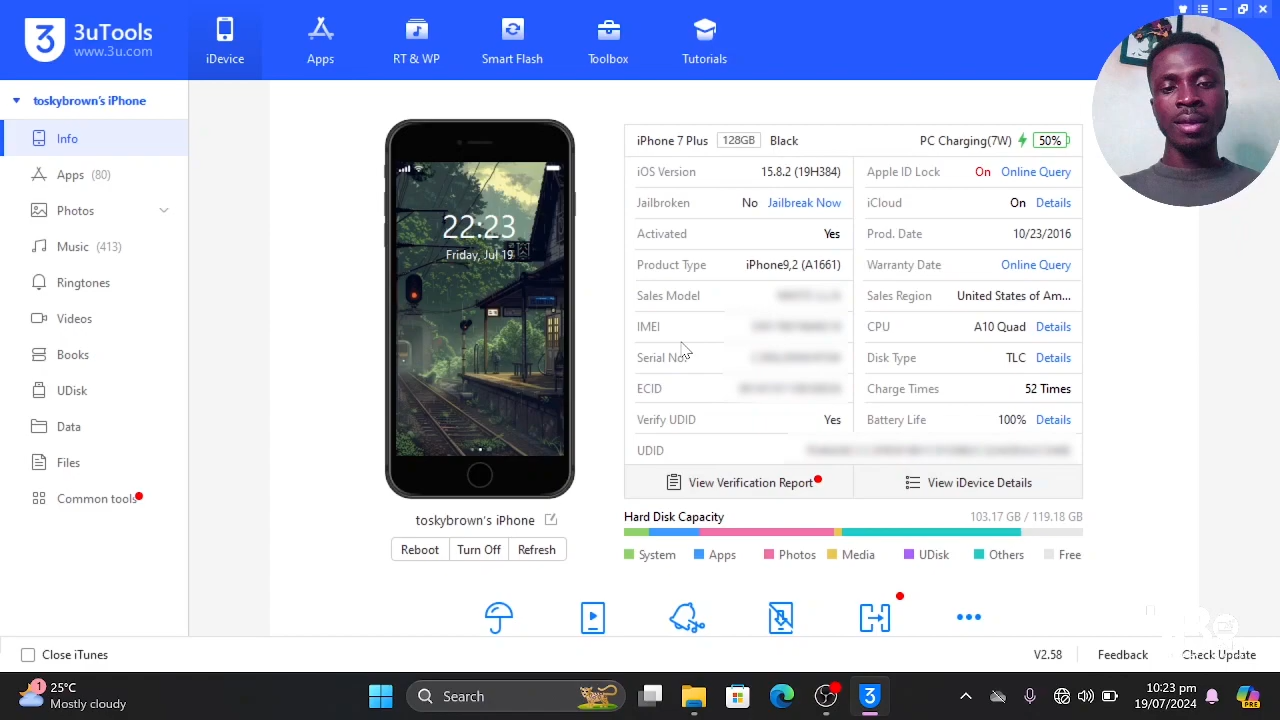 3uTools
www.3u.com
iDevice
Apps
RT & WP
Smart Flash
Toolbox
Tutorials
toskybrown's iPhone
Info
Apps (80)
Photos
Music (413)
Ringtones
Videos
Books
UDisk
Data
Files
Common tools
22:23
Friday, Jul 19
toskybrown's iPhone
Reboot Turn Off Refresh
iPhone 7 Plus 128GB Black PC Charging(7W) 50%
iOS Version 15.8.2 (19H384) Apple ID Lock On Online Query
Jailbroken No Jailbreak Now iCloud On Details
Activated Yes Prod. Date 10/23/2016
Product Type iPhone9,2 (A1661) Warranty Date Online Query
Sales Model Sales Region United States of Am...
IMEI CPU A10 Quad Details
Serial No. Disk Type TLC Details
ECID Charge Times 52 Times
Verify UDID Yes Battery Life 100% Details
UDID
View Verification Report View iDevice Details
Hard Disk Capacity 103.17 GB / 119.18 GB
System Apps Photos Media UDisk Others Free
Close iTunes V2.58 Feedback Check Update
1 25°C
Mostly cloudy
Search
10:23 pm
19/07/2024